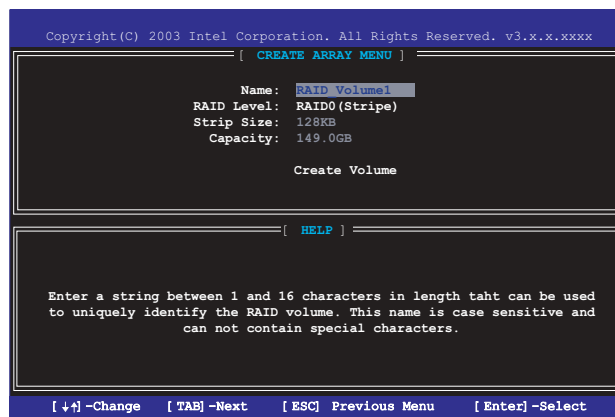 Copyright(C) 2003 Intel Corporation. All Rights Reserved. v3.x.x.xxxx
[ CREATE ARRAY MENU ]
Name: RAID Volume1
RAID Level: RAID0(Stripe)
Strip Size: 128KB
Capacity: 149.0GB
Create Volume
[ HELP ]
Enter a string between 1 and 16 characters in length taht can be used
to uniquely identify the RAID volume. This name is case sensitive and
can not contain special characters.
[↓↑]-Change [TAB]-Next [ESC] Previous Menu [Enter]-Select